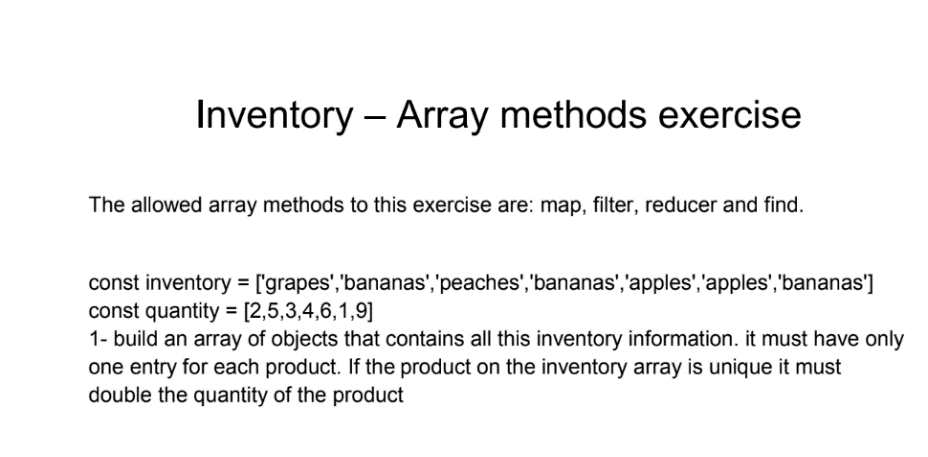 Inventory – Array methods exercise
The allowed array methods to this exercise are: map, filter, reducer and find.
const inventory = ['grapes','bananas','peaches','bananas','apples','apples','bananas']
const quantity = [2,5,3,4,6,1,9]
1- build an array of objects that contains all this inventory information. it must have only
one entry for each product. If the product on the inventory array is unique it must
double the quantity of the product